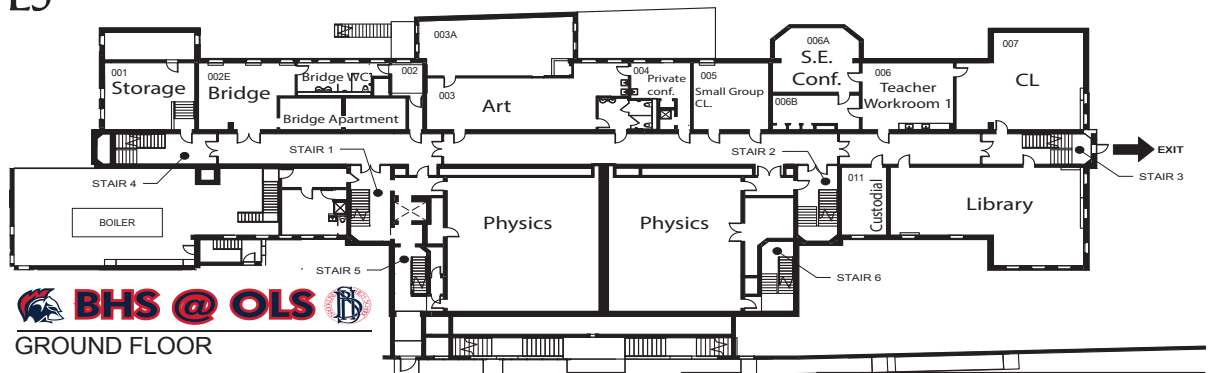 003A
006A
S.E.
Conf.
007
CL
001
Storage
002E
Bridge
Bridge WC
002
Bridge Apartment
003
Art
004
Private
conf.
005
Small Group
CL.
006B
006
Teacher
Workroom 1
STAIR 1
STAIR 2
EXIT
STAIR 4
STAIR 3
BOILER
Physics
Physics
011
Custodial
Library
STAIR 5
STAIR 6
BHS @ OLS
GROUND FLOOR